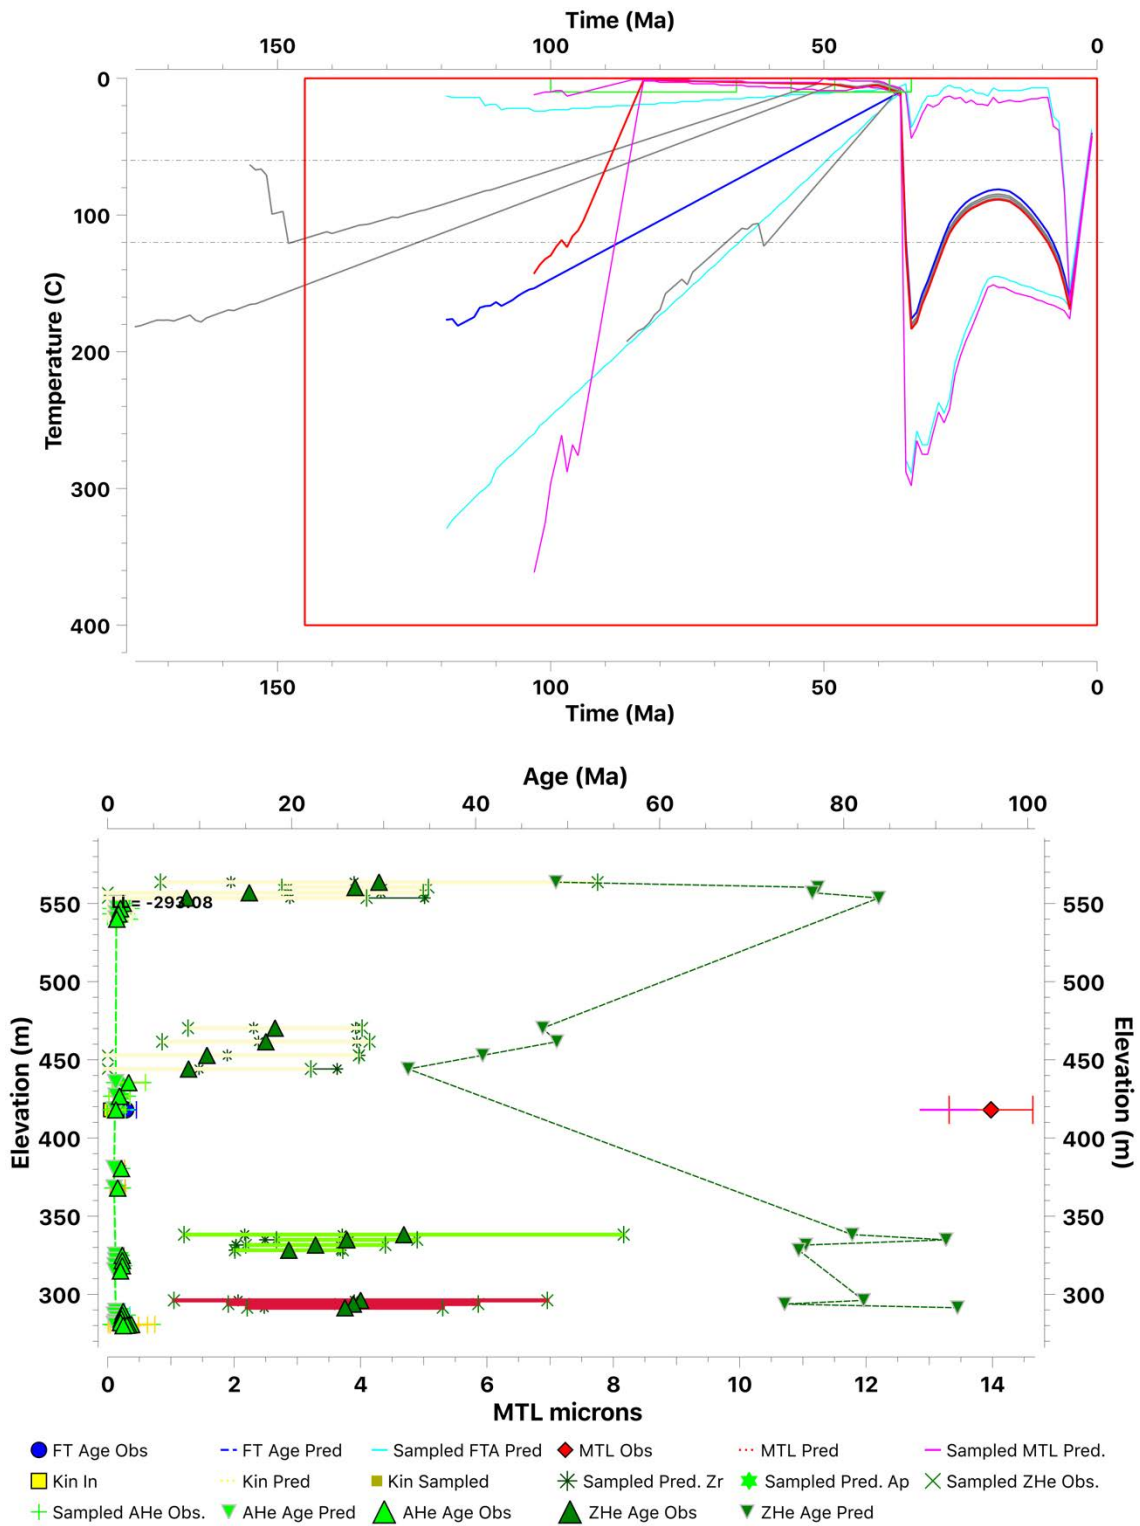 Time (Ma)
150 100 50 0
0
100
200
300
400
Temperature (C)
150 100 50 0
Time (Ma)
Age (Ma)
0 20 40 60 80 100
550 550
500 500
450 450
400 400
350 350
300 300
Elevation (m)
Elevation (m)
LL= -293.08
0 2 4 6 8 10 12 14
MTL microns
FT Age Obs FT Age Pred Sampled FTA Pred MTL Obs MTL Pred Sampled MTL Pred.
Kin In Kin Pred Kin Sampled Sampled Pred. Zr Sampled Pred. Ap Sampled ZHe Obs.
Sampled AHe Obs. AHe Age Pred AHe Age Obs ZHe Age Obs ZHe Age Pred